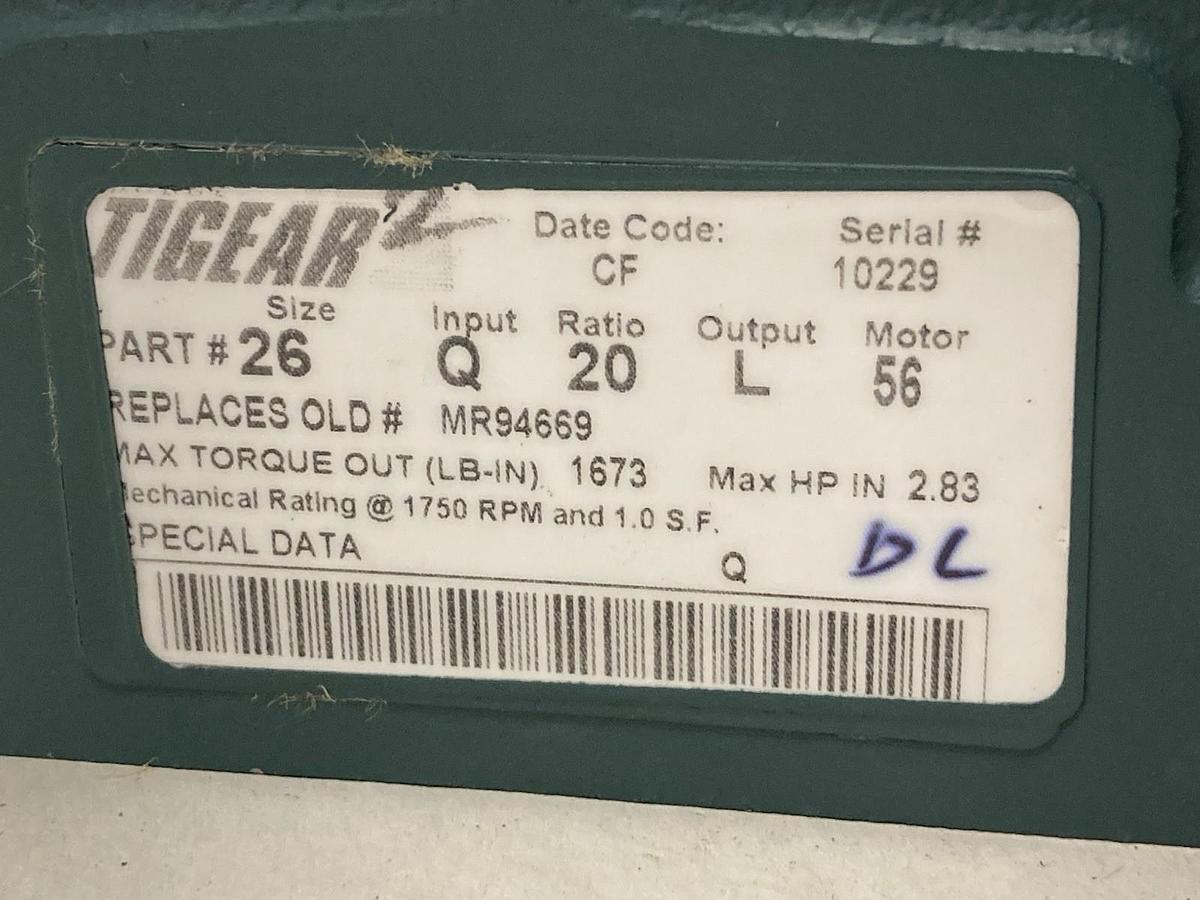 TIGEAR 2 Date Code: Serial #
CF 10229
Size Input Ratio Output Motor
PART # 26 Q 20 L 56
REPLACES OLD # MR94669
MAX TORQUE OUT (LB-IN). 1673 Max HP IN 2.83
Mechanical Rating @ 1750 RPM and 1.0 S.F.
SPECIAL DATA Q DL